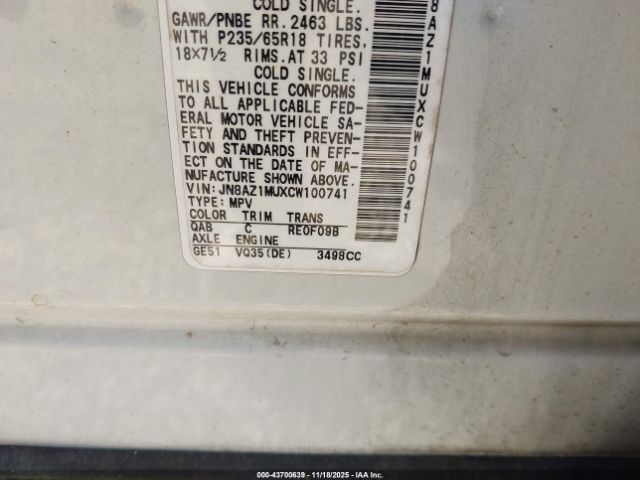 COLD SINGLE.
GAWR/PNBE RR. 2463 LBS.
WITH P235/65R18 TIRES,
18×7½ RIMS. AT 33 PSI
COLD SINGLE.
THIS VEHICLE CONFORMS
TO ALL APPLICABLE FED-
ERAL MOTOR VEHICLE SA-
FETY AND THEFT PREVEN-
TION STANDARDS IN EFF-
ECT ON THE DATE OF MA-
NUFACTURE SHOWN ABOVE.
VIN: JN8AZ1MUXCW100741
TYPE: MPV
COLOR TRIM TRANS
QAB C RE0F09B
AXLE ENGINE
GE51 VQ35(DE) 3498CC
8AZ1MUXCW100741
000-43700639 - 11/18/2025 - IAA Inc.